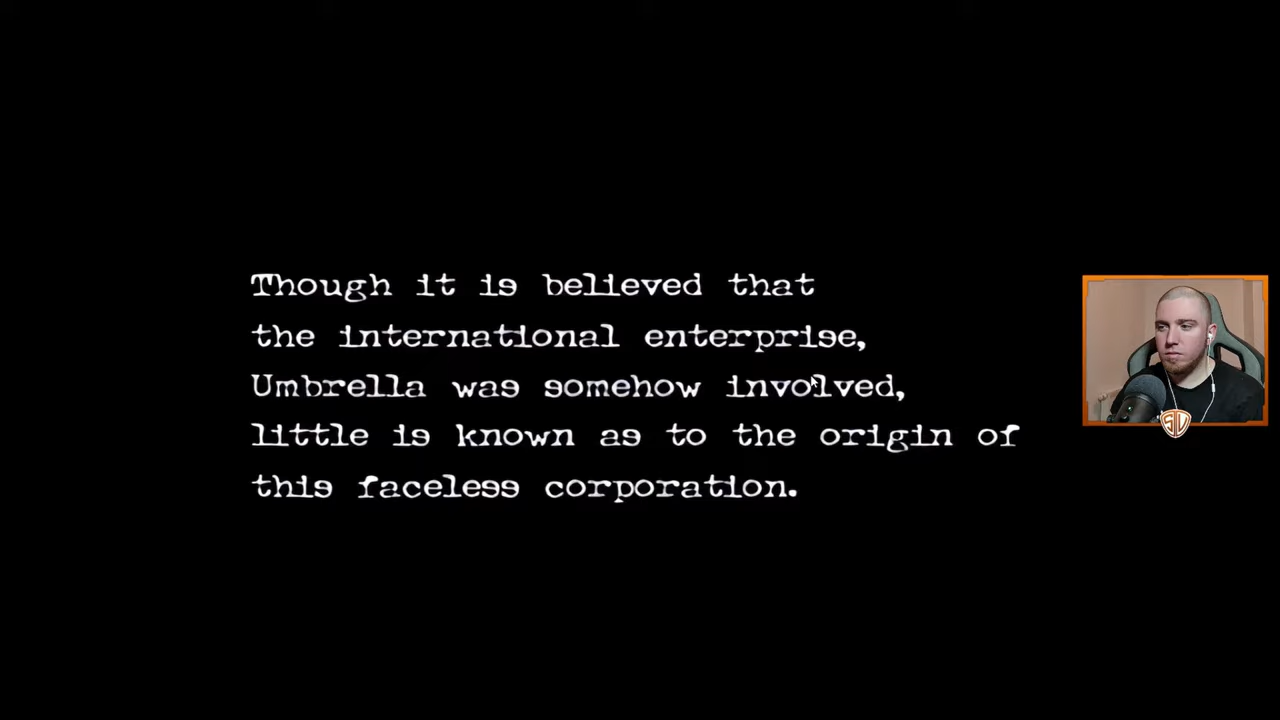 Though it is believed that
the international enterprise,
Umbrella was somehow involved,
little is known as to the origin of
this faceless corporation.